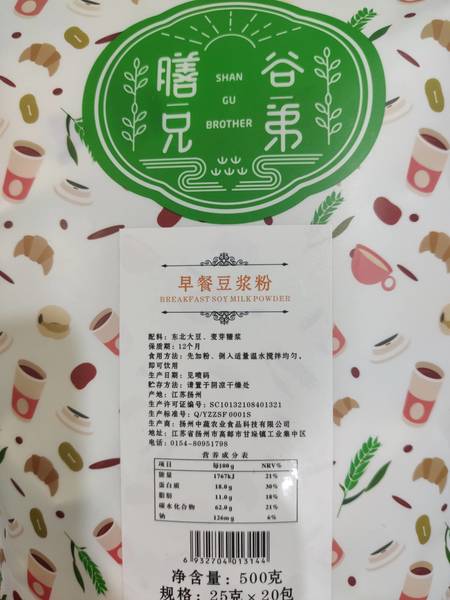 膳 谷
兄 弟
SHAN
GU
BROTHER
早餐豆浆粉
BREAKFAST SOY MILK POWDER
配料：东北大豆、麦芽糖浆
保质期：12个月
食用方法：先加粉、倒入适量温水搅拌均匀，
即可饮用
生产日期：见喷码
贮存方法：请置于阴凉干燥处
产地：江苏扬州
生产许可证编号：SC10132108401321
生产标准号：Q/YZZSF 0001S
生产商：扬州中蔬农业食品科技有限公司
地址：江苏省扬州市高邮市甘垛镇工业集中区
电话：0154-80951798
营养成分表
项目 每100g NRV%
能量 1767kJ 21%
蛋白质 18.0g 30%
脂肪 11.0g 18%
碳水化合物 62.0g 21%
钠 126mg 6%
6 932704 013144
净含量：500克
规格：25克×20包